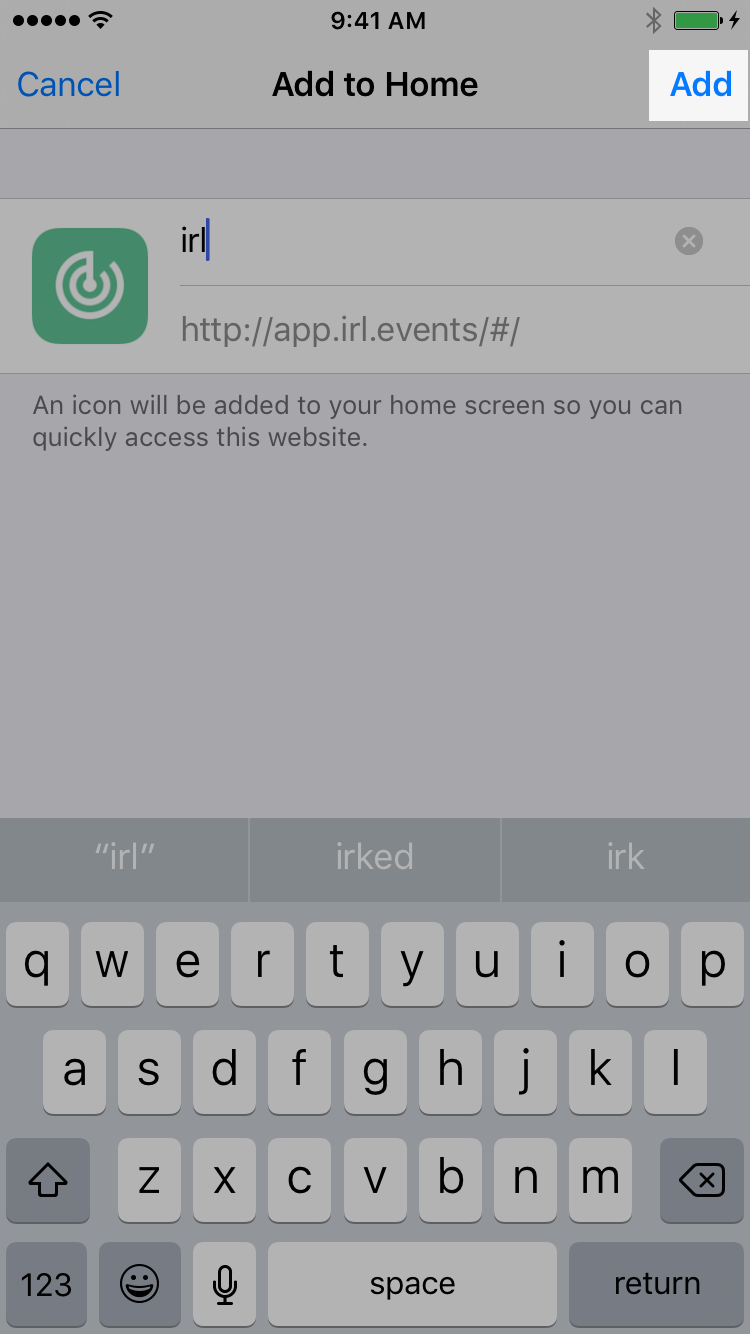 9:41 AM
Cancel Add to Home Add
irl
http://app.irl.events/#/
An icon will be added to your home screen so you can
quickly access this website.
“irl” irked irk
q w e r t y u i o p
a s d f g h j k l
z x c v b n m
123 space return